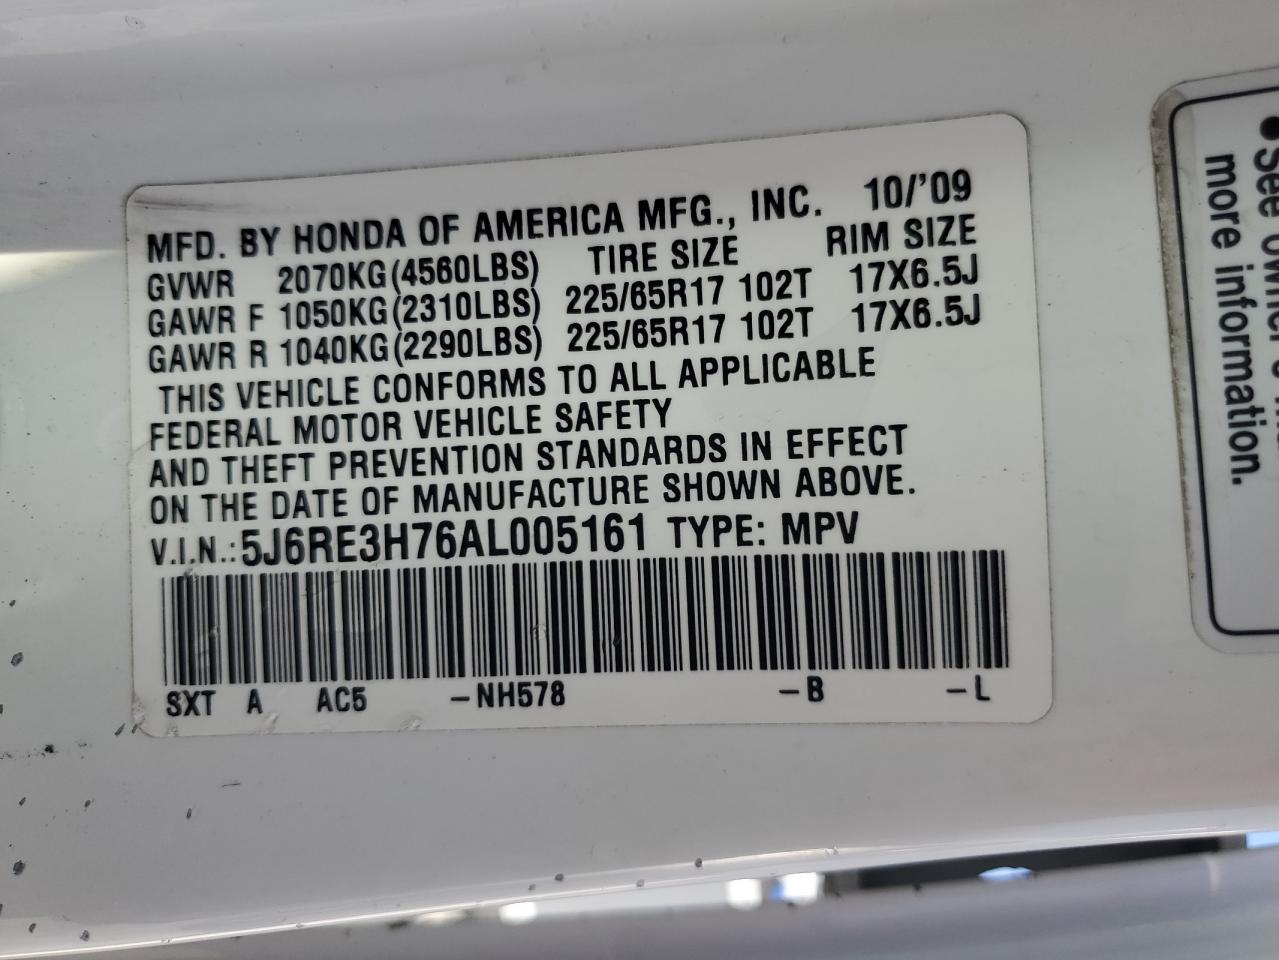 MFD. BY HONDA OF AMERICA MFG., INC. 10/'09
GVWR 2070KG(4560LBS) TIRE SIZE RIM SIZE
GAWR F 1050KG(2310LBS) 225/65R17 102T 17X6.5J
GAWR R 1040KG(2290LBS) 225/65R17 102T 17X6.5J
THIS VEHICLE CONFORMS TO ALL APPLICABLE
FEDERAL MOTOR VEHICLE SAFETY
AND THEFT PREVENTION STANDARDS IN EFFECT
ON THE DATE OF MANUFACTURE SHOWN ABOVE.
V.I.N.: 5J6RE3H76AL005161 TYPE: MPV
SXT A AC5 -NH578 -B -L
●See owner's
more information.